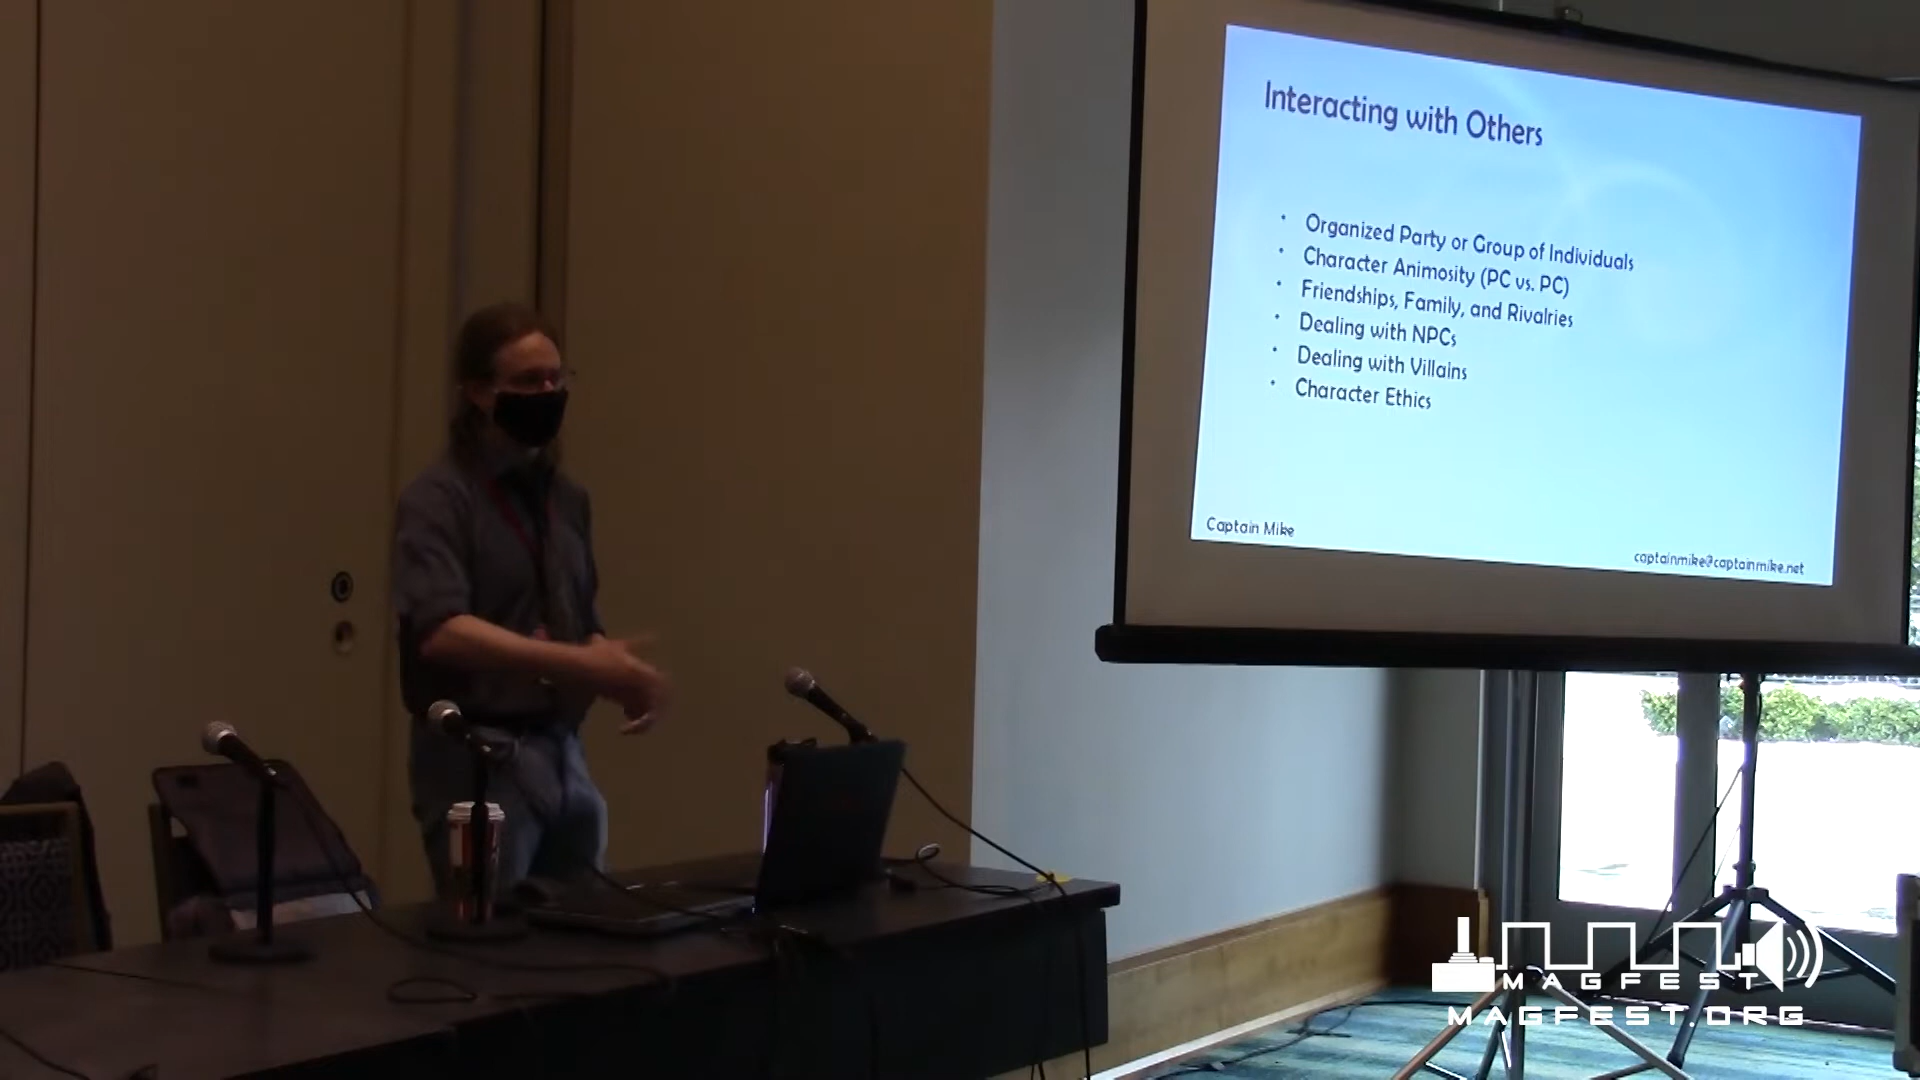 Interacting with Others
• Organized Party or Group of Individuals
• Character Animosity (PC vs. PC)
• Friendships, Family, and Rivalries
• Dealing with NPCs
• Dealing with Villains
• Character Ethics
Captain Mike
captainmike@captainmike.net
MAGFEST
MAGFEST.ORG